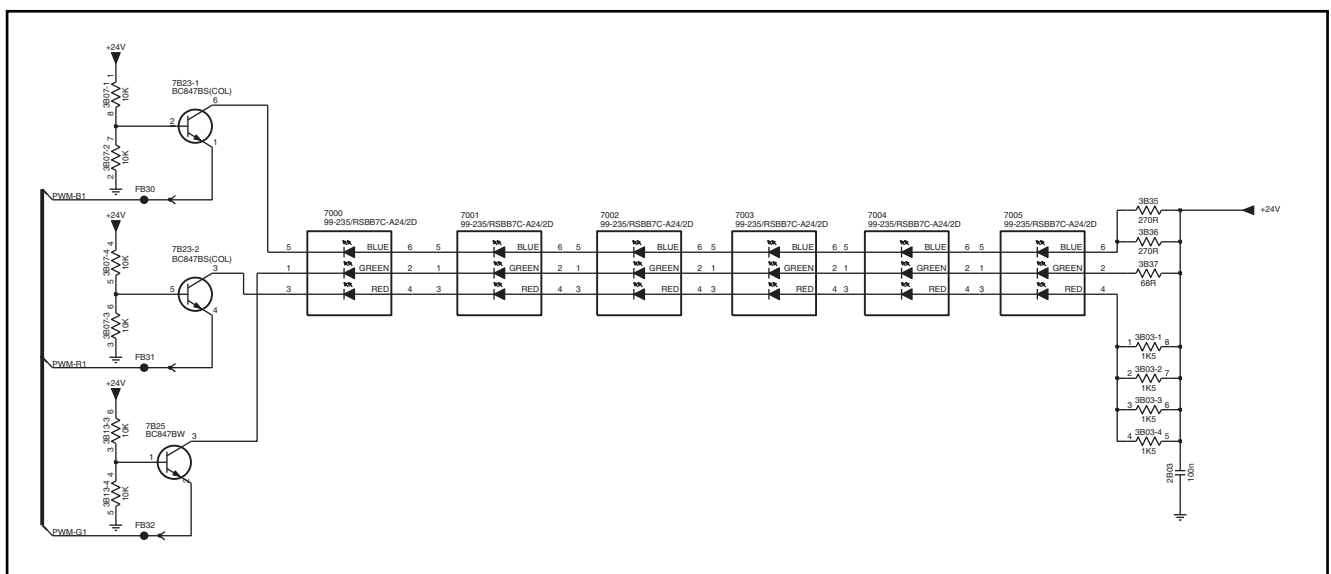 +24V
1
3B07-1
10K
8
7B23-1
BC847BS(COL)
6
2
1
7
3B07-2
10K
2
PWM-B1
FB30
+24V
4
3B07-4
10K
5
7B23-2
BC847BS(COL)
3
5
4
6
3B07-3
10K
3
PWM-R1
FB31
+24V
6
3B13-3
10K
3
7B25
BC847BW
3
1
2
4
3B13-4
10K
5
PWM-G1
FB32
7000
99-235/RSBB7C-A24/2D
5 BLUE 6
1 GREEN 2
3 RED 4
7001
99-235/RSBB7C-A24/2D
5 BLUE 6
1 GREEN 2
3 RED 4
7002
99-235/RSBB7C-A24/2D
5 BLUE 6
1 GREEN 2
3 RED 4
7003
99-235/RSBB7C-A24/2D
5 BLUE 6
1 GREEN 2
3 RED 4
7004
99-235/RSBB7C-A24/2D
5 BLUE 6
1 GREEN 2
3 RED 4
7005
99-235/RSBB7C-A24/2D
5 BLUE 6
1 GREEN 2
3 RED 4
3B35
270R
+24V
3B36
270R
3B37
68R
3B03-1
1 8
1K5
3B03-2
2 7
1K5
3B03-3
3 6
1K5
3B03-4
4 5
1K5
2B03
100n